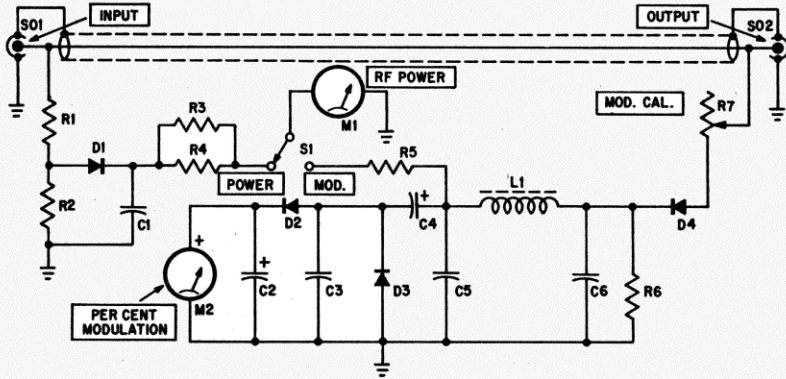 SO1
INPUT
OUTPUT
SO2
RF POWER
R1
R3
M1
MOD. CAL.
R7
D1
R4
S1
R5
POWER
MOD.
L1
R2
C1
D2
+
C4
D4
+
+
C2
C3
D3
C5
C6
R6
M2
PER CENT
MODULATION